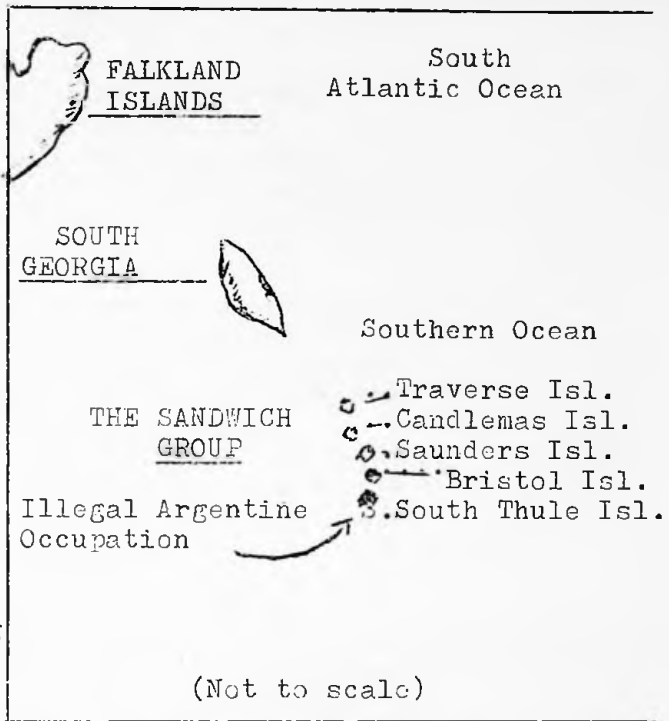 FALKLAND
ISLANDS
South
Atlantic Ocean
SOUTH
GEORGIA
Southern Ocean
THE SANDWICH
GROUP
Traverse Isl.
Candlemas Isl.
Saunders Isl.
Bristol Isl.
S.South Thule Isl.
Illegal Argentine
Occupation
(Not to scale)